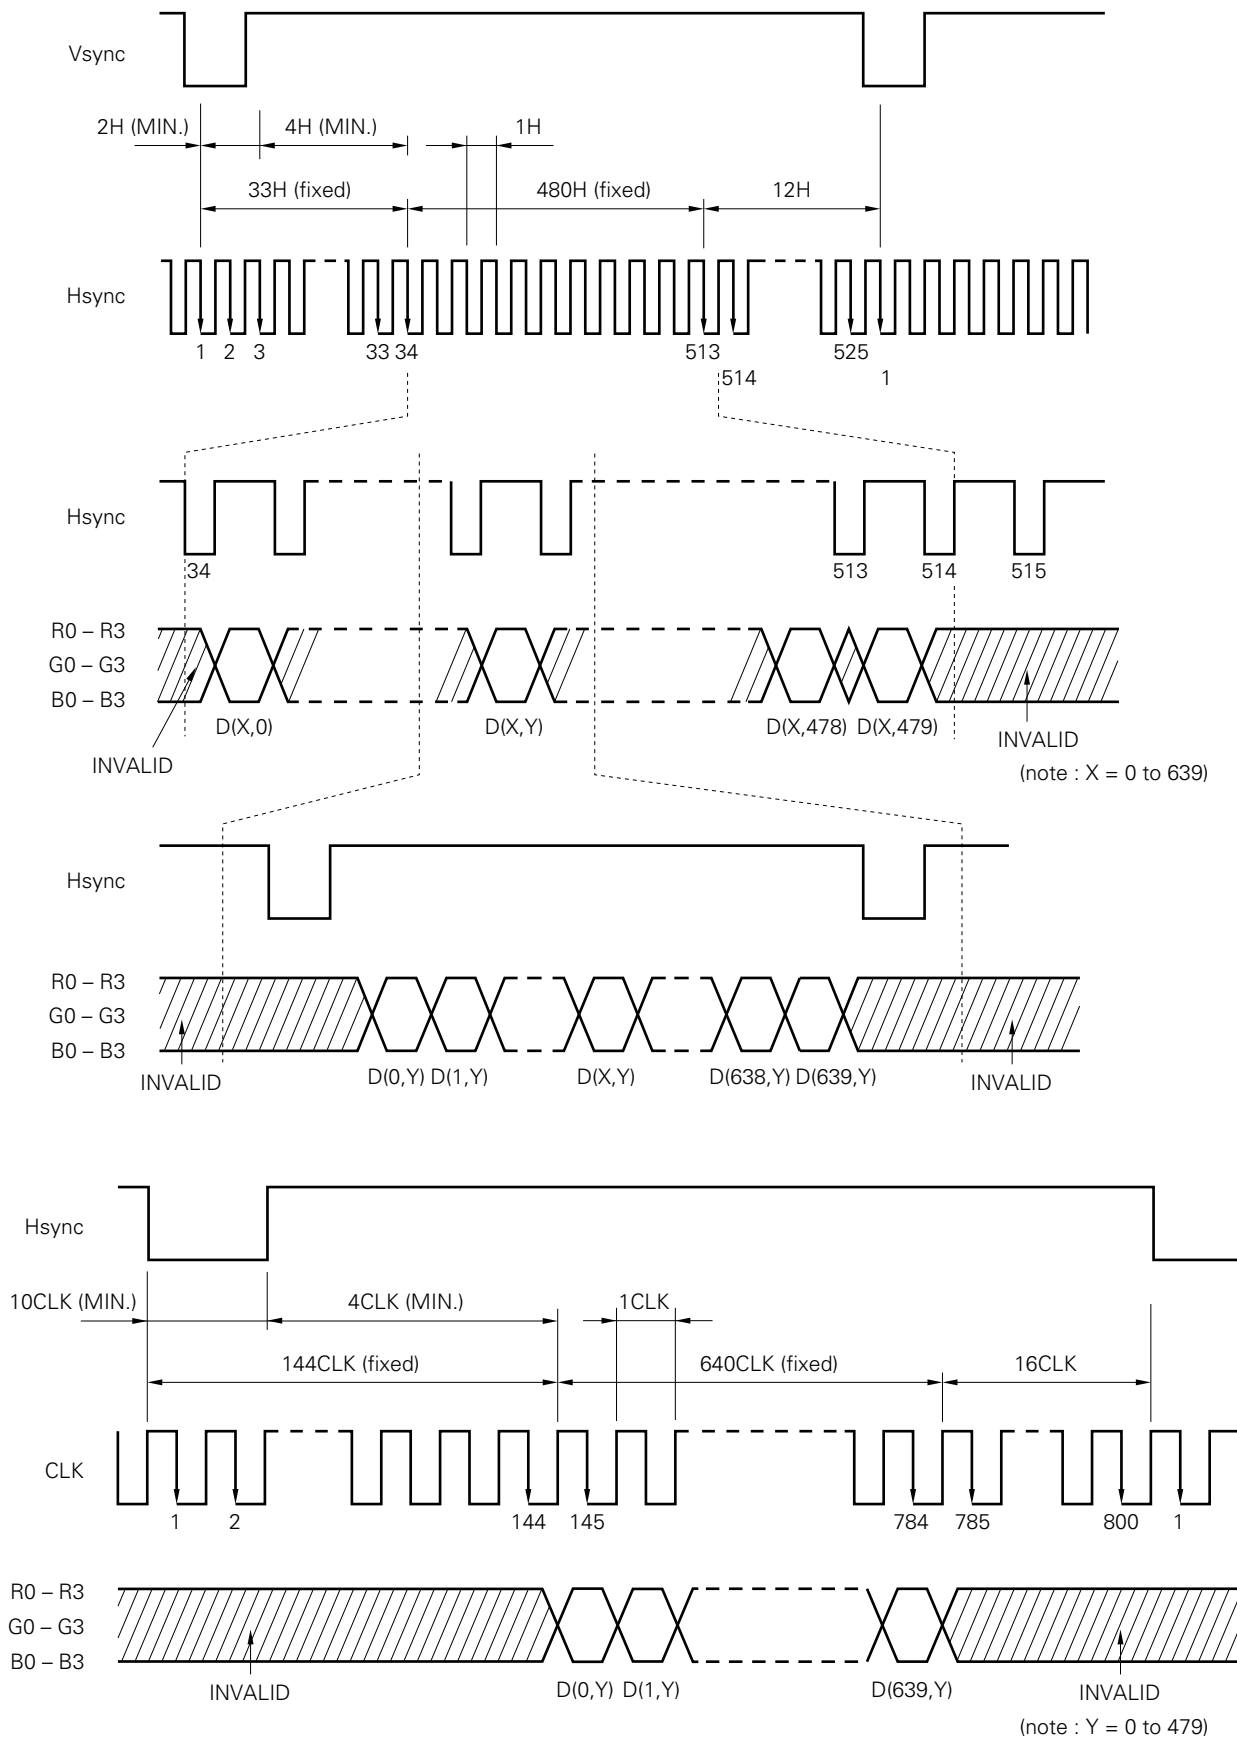 Vsync
2H (MIN.) 4H (MIN.) 1H
33H (fixed) 480H (fixed) 12H
Hsync
1 2 3 33 34 513 525
514 1
Hsync
34 513 514 515
R0 – R3
G0 – G3
B0 – B3
D(X,0) D(X,Y) D(X,478) D(X,479)
INVALID
INVALID
(note : X = 0 to 639)
Hsync
R0 – R3
G0 – G3
B0 – B3
INVALID D(0,Y) D(1,Y) D(X,Y) D(638,Y) D(639,Y) INVALID
Hsync
10CLK (MIN.) 4CLK (MIN.) 1CLK
144CLK (fixed) 640CLK (fixed) 16CLK
CLK
1 2 144 145 784 785 800 1
R0 – R3
G0 – G3
B0 – B3
INVALID D(0,Y) D(1,Y) D(639,Y) INVALID
(note : Y = 0 to 479)